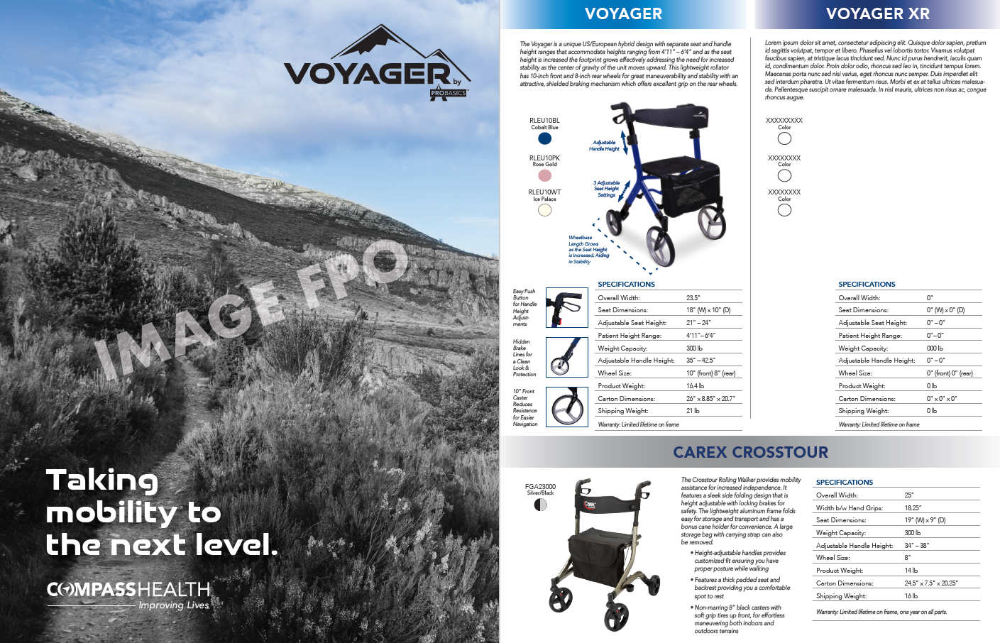 VOYAGER
by
PROBASICS™
IMAGE FPO
Taking
mobility to
the next level.
COMPASSHEALTH
Improving Lives
VOYAGER
The Voyager is a unique US/European hybrid design with separate seat and handle
height ranges that accommodate heights ranging from 4’11” – 6’4” and as the seat
height is increased the footprint grows effectively addressing the need for increased
stability as the center of gravity of the unit moves upward. This lightweight rollator
has 10-inch front and 8-inch rear wheels for great maneuverability and stability with an
attractive, shielded braking mechanism which offers excellent grip on the rear wheels.
RLEU10BL
Cobalt Blue
RLEU10PK
Rose Gold
RLEU10WT
Ice Palace
VOYAGER
Adjustable
Handle Height
3 Adjustable
Seat Height
Settings
Wheelbase
Length Grows
as the Seat Height
is Increased, Aiding
in Stability
Easy Push
Button
for Handle
Height
Adjust-
ments
Hidden
Brake
Lines for
a Clean
Look &
Protection
10” Front
Caster
Reduces
Resistance
for Easier
Navigation
SPECIFICATIONS
Overall Width: 23.5"
Seat Dimensions: 18" (W) x 10" (D)
Adjustable Seat Height: 21” – 24”
Patient Height Range: 4’11”– 6’4”
Weight Capacity: 300 lb
Adjustable Handle Height: 35" – 42.5"
Wheel Size: 10" (front) 8” (rear)
Product Weight: 16.4 lb
Carton Dimensions: 26" x 8.85" x 20.7"
Shipping Weight: 21 lb
Warranty: Limited lifetime on frame
VOYAGER XR
Lorem ipsum dolor sit amet, consectetur adipiscing elit. Quisque dolor sapien, pretium
id sagittis volutpat, tempor et libero. Phasellus vel lobortis tortor. Vivamus volutpat
faucibus sapien, at tristique lacus tincidunt sed. Nunc id purus hendrerit, iaculis quam
id, condimentum dolor. Proin dolor odio, rhoncus sed leo in, tincidunt tempus lorem.
Maecenas porta nunc sed nisi varius, eget rhoncus nunc semper. Duis imperdiet elit
sed interdum pharetra. Ut vitae fermentum risus. Morbi et ex at tellus ultrices malesua-
da. Pellentesque suscipit ornare malesuada. In nisl mauris, ultrices non risus ac, congue
rhoncus augue.
XXXXXXXXX
Color
XXXXXXXX
Color
XXXXXXXX
Color
SPECIFICATIONS
Overall Width: 0"
Seat Dimensions: 0" (W) x 0" (D)
Adjustable Seat Height: 0” – 0”
Patient Height Range: 0”– 0”
Weight Capacity: 000 lb
Adjustable Handle Height: 0" – 0"
Wheel Size: 0" (front) 0” (rear)
Product Weight: 0 lb
Carton Dimensions: 0" x 0" x 0"
Shipping Weight: 0 lb
Warranty: Limited lifetime on frame
CAREX CROSSTOUR
FGA23000
Silver/Black
Carex
The Crosstour Rolling Walker provides mobility
assistance for increased independence. It
features a sleek side folding design that is
height adjustable with locking brakes for
safety. The lightweight aluminum frame folds
easy for storage and transport and has a
bonus cane holder for convenience. A large
storage bag with carrying strap can also
be removed.
• Height-adjustable handles provides
customized fit ensuring you have
proper posture while walking
• Features a thick padded seat and
backrest providing you a comfortable
spot to rest
• Non-marring 8” black casters with
soft grip tires up front, for effortless
maneuvering both indoors and
outdoors terrains
SPECIFICATIONS
Overall Width: 25"
Width b/w Hand Grips: 18.25”
Seat Dimensions: 19" (W) x 9" (D)
Weight Capacity: 300 lb
Adjustable Handle Height: 34" – 38"
Wheel Size: 8"
Product Weight: 14 lb
Carton Dimensions: 24.5" x 7.5" x 20.25"
Shipping Weight: 16 lb
Warranty: Limited lifetime on frame, one year on all parts.